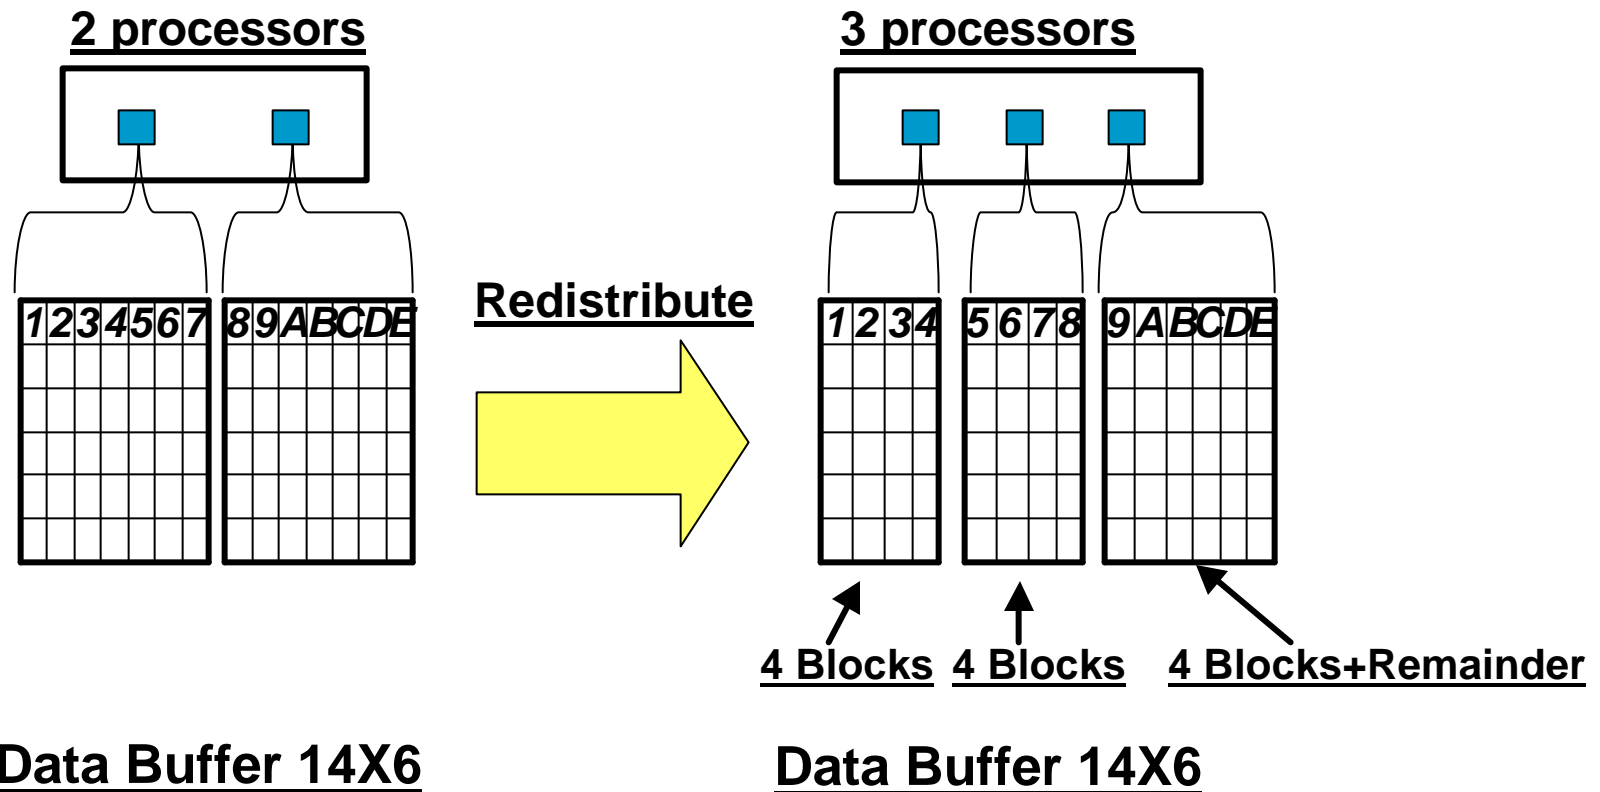 2 processors
3 processors
Redistribute
1234567 89ABCDE
1234 5678 9ABCDE
4 Blocks 4 Blocks 4 Blocks+Remainder
Data Buffer 14X6
Data Buffer 14X6